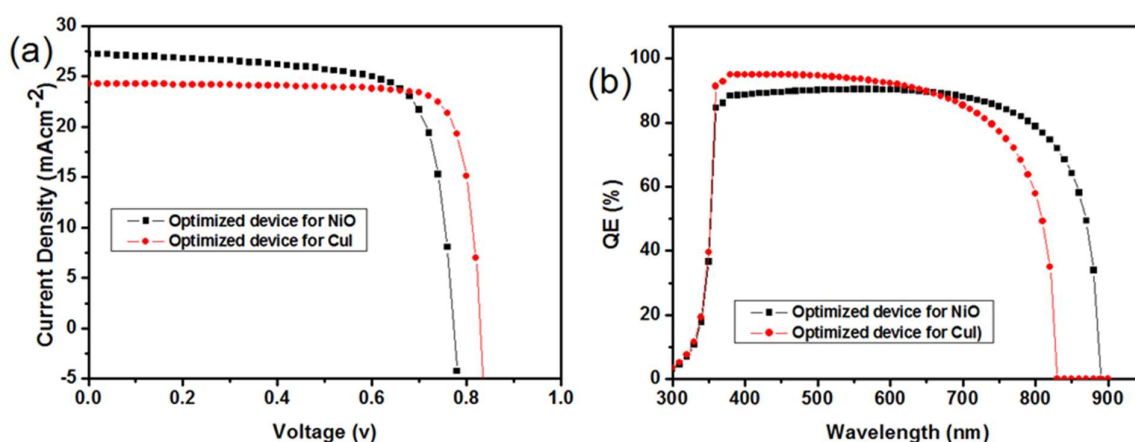 (a)
30
25
20
15
10
5
0
-5
Current Density (mAcm⁻²)
Optimized device for NiO
Optimized device for CuI
0.0 0.2 0.4 0.6 0.8 1.0
Voltage (v)
(b)
100
80
60
40
20
0
QE (%)
Optimized device for NiO
Optimized device for CuI)
300 400 500 600 700 800 900
Wavelength (nm)